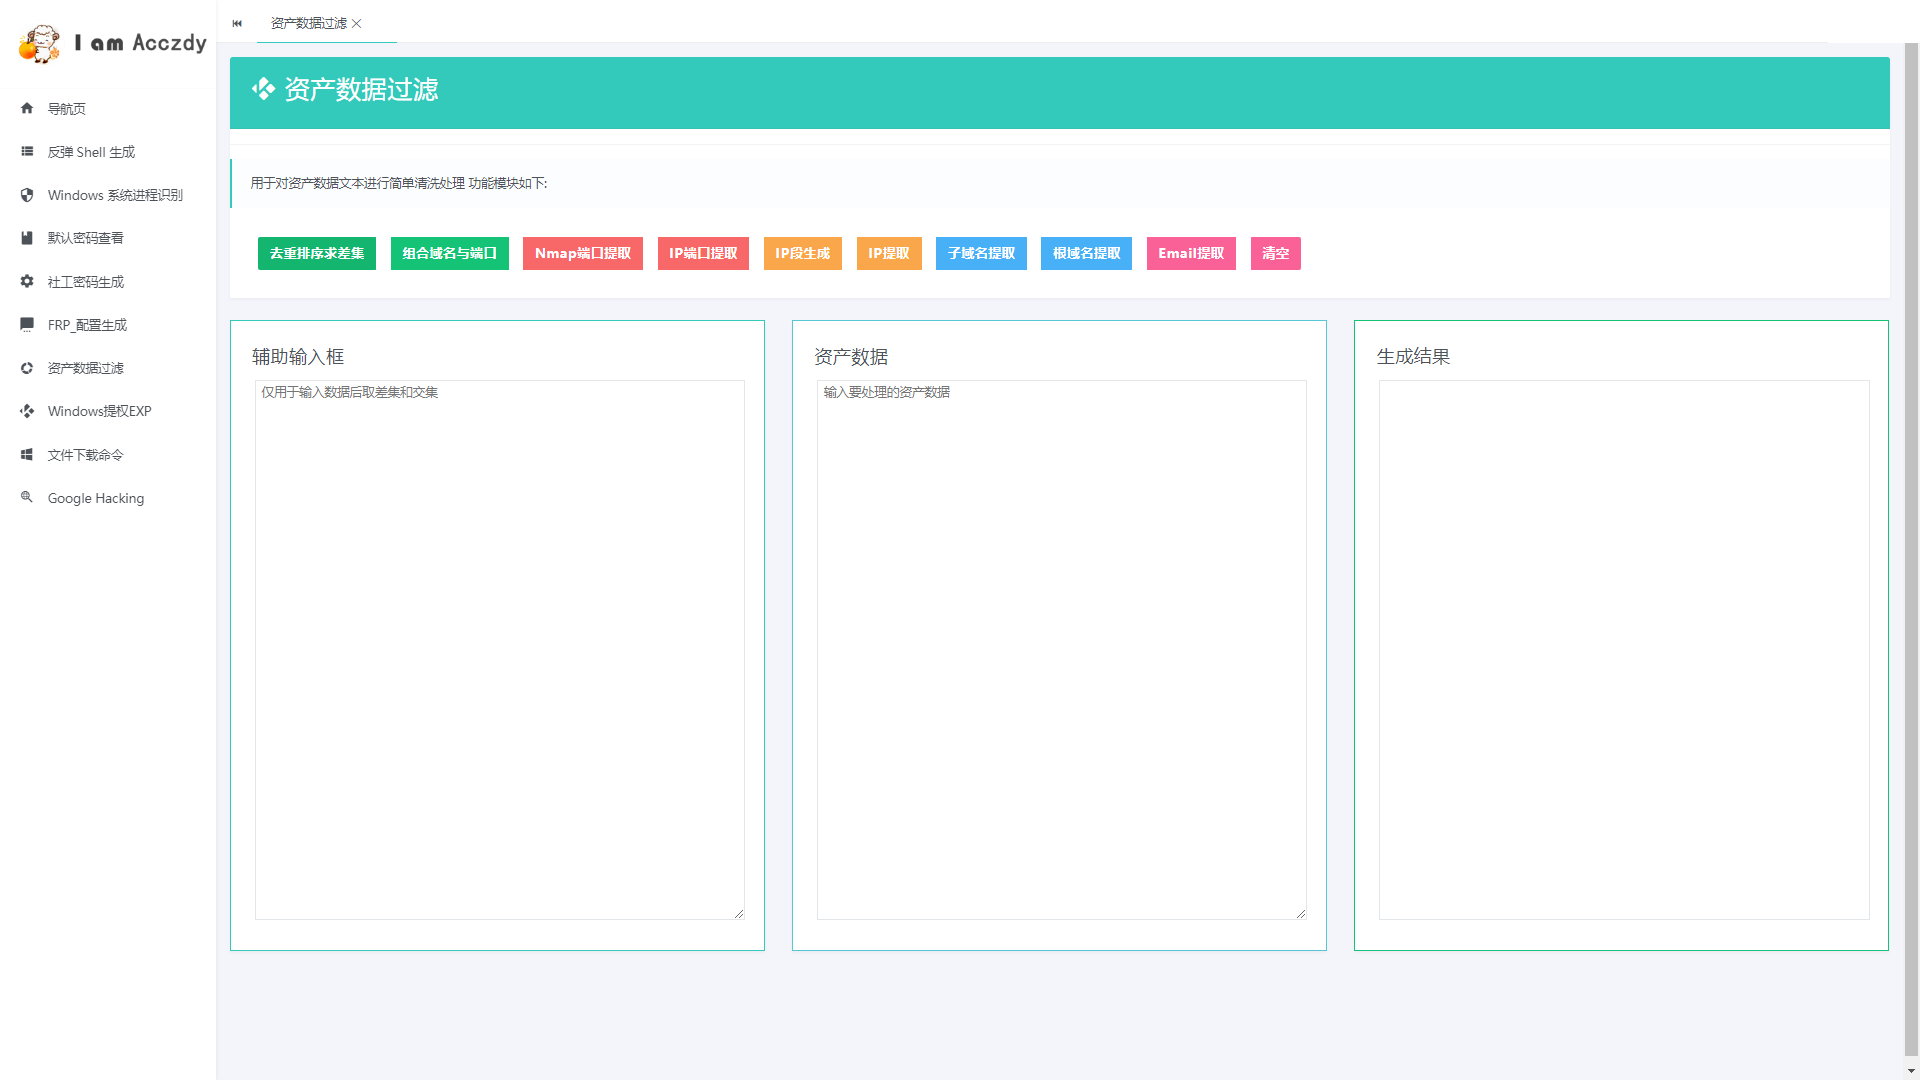 I am Acczdy
导航页
反弹 Shell 生成
Windows 系统进程识别
默认密码查看
社工密码生成
FRP_配置生成
资产数据过滤
Windows提权EXP
文件下载命令
Google Hacking
资产数据过滤
资产数据过滤
用于对资产数据文本进行简单清洗处理 功能模块如下:
去重排序求差集 组合域名与端口 Nmap端口提取 IP端口提取 IP段生成 IP提取 子域名提取 根域名提取 Email提取 清空
辅助输入框
仅用于输入数据后取差集和交集
资产数据
输入要处理的资产数据
生成结果